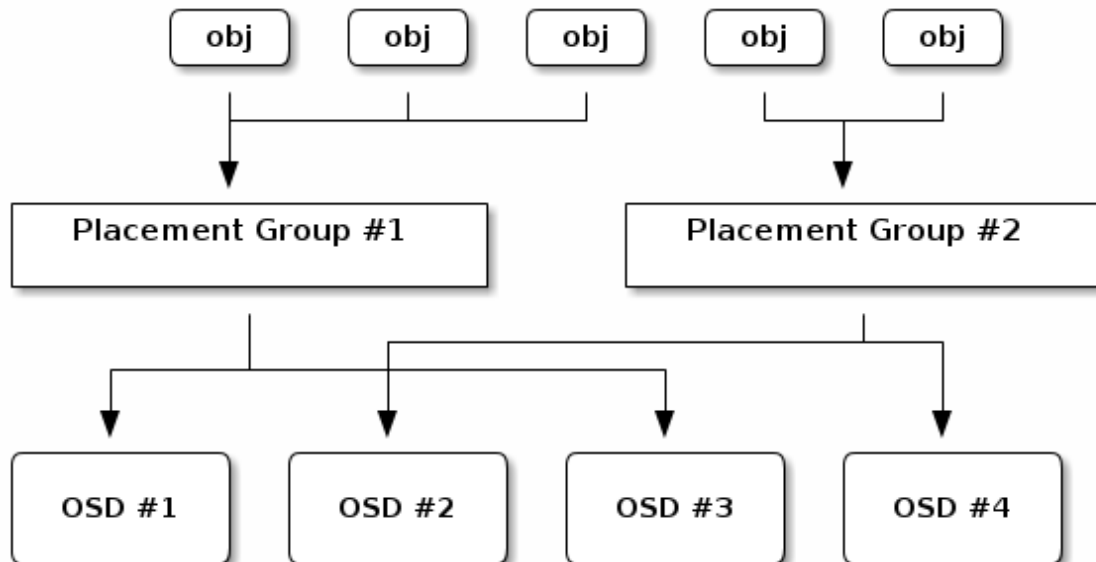 obj obj obj obj obj
Placement Group #1 Placement Group #2
OSD #1 OSD #2 OSD #3 OSD #4